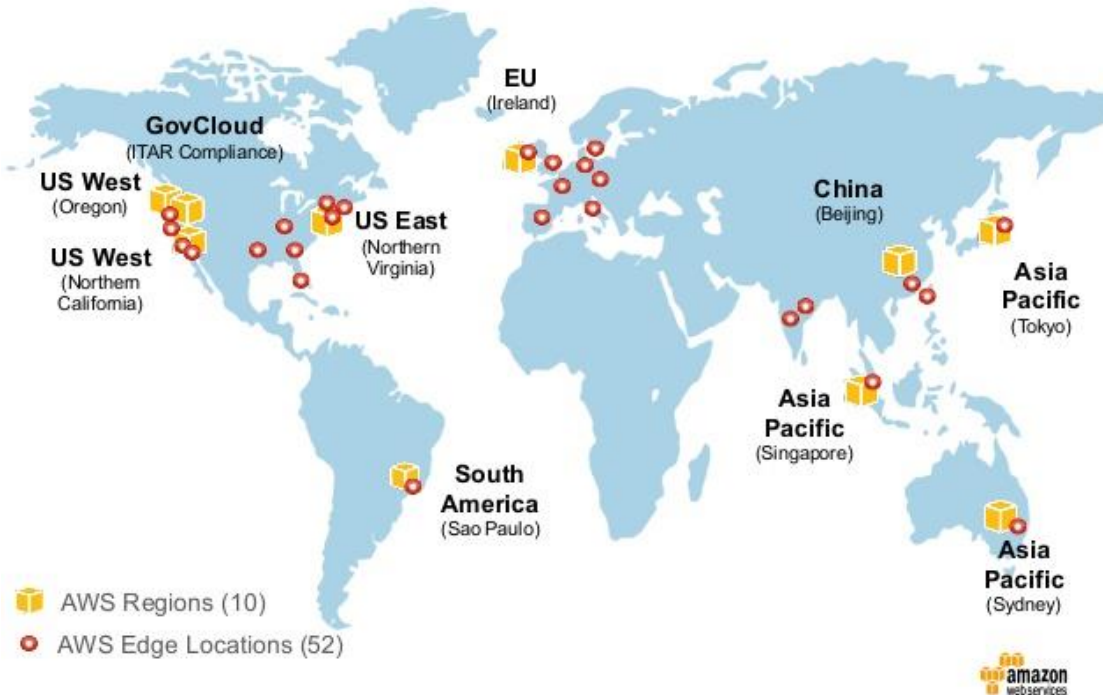 EU
(Ireland)
GovCloud
(ITAR Compliance)
US West
(Oregon)
US East
(Northern
Virginia)
US West
(Northern
California)
China
(Beijing)
Asia
Pacific
(Tokyo)
Asia
Pacific
(Singapore)
South
America
(Sao Paulo)
Asia
Pacific
(Sydney)
AWS Regions (10)
AWS Edge Locations (52)
amazon
webservices